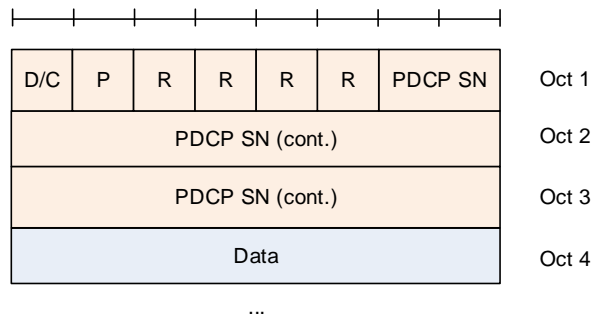 D/C P R R R R PDCP SN Oct 1
PDCP SN (cont.) Oct 2
PDCP SN (cont.) Oct 3
Data Oct 4
...